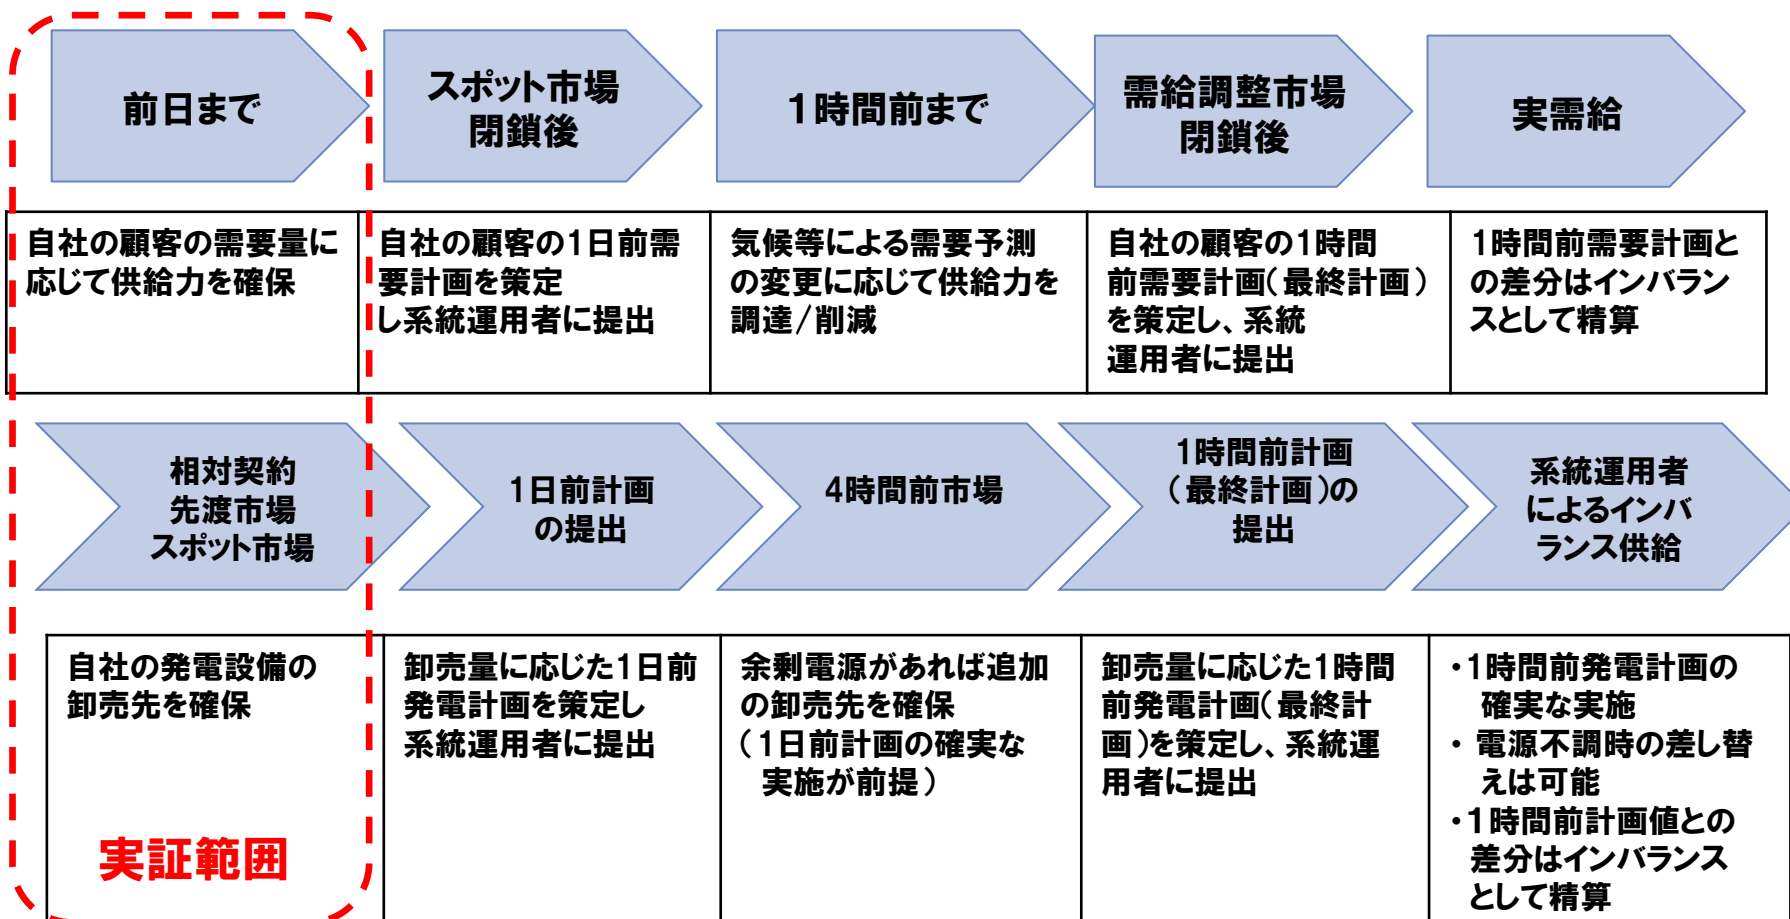 前日まで
スポット市場
閉鎖後
1時間前まで
需給調整市場
閉鎖後
実需給
自社の顧客の需要量に
応じて供給力を確保
自社の顧客の1日前需
要計画を策定
し系統運用者に提出
気候等による需要予測
の変更に応じて供給力を
調達/削減
自社の顧客の1時間
前需要計画(最終計画)
を策定し、系統
運用者に提出
1時間前需要計画と
の差分はインバラン
スとして精算
相対契約
先渡市場
スポット市場
1日前計画
の提出
4時間前市場
1時間前計画
(最終計画)の
提出
系統運用者
によるインバ
ランス供給
自社の発電設備の
卸売先を確保
実証範囲
卸売量に応じた1日前
発電計画を策定し
系統運用者に提出
余剰電源があれば追加
の卸売先を確保
(1日前計画の確実な
実施が前提)
卸売量に応じた1時間
前発電計画(最終計
画)を策定し、系統運
用者に提出
・1時間前発電計画の
確実な実施
・ 電源不調時の差し替
えは可能
・1時間前計画値との
差分はインバランス
として精算